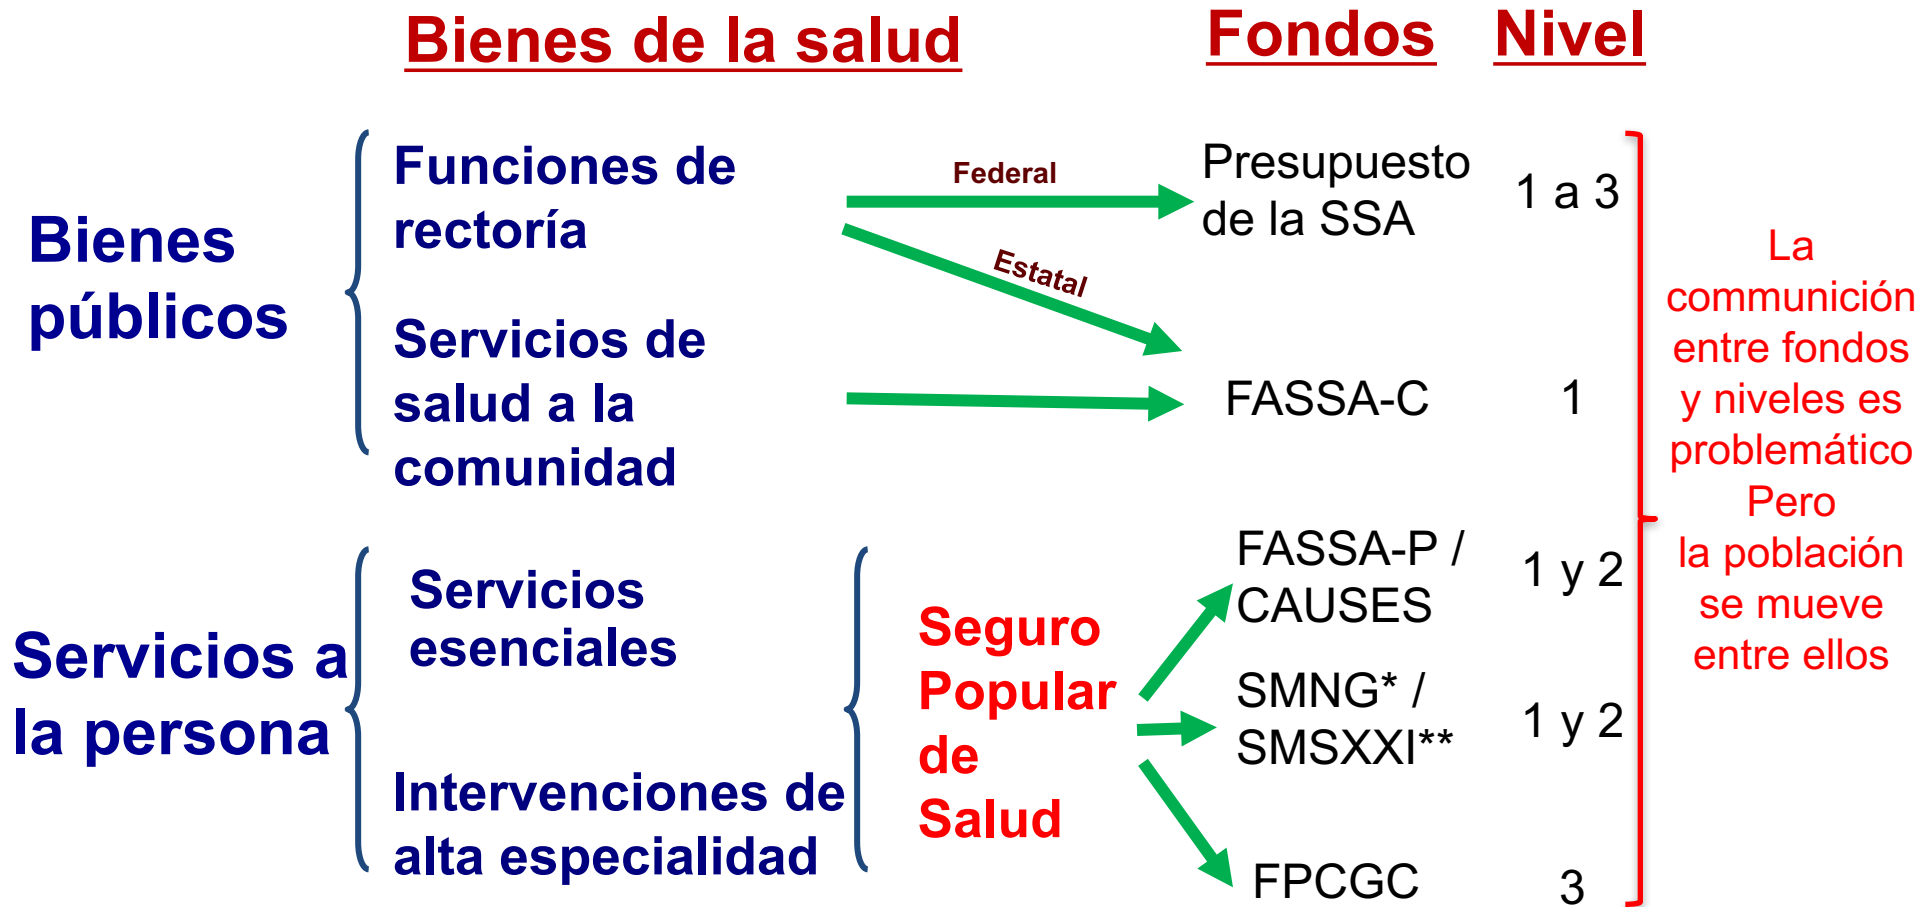 Bienes de la salud
Fondos
Nivel
Bienes
públicos
Funciones de
rectoría
Servicios de
salud a la
comunidad
Federal
Estatal
Presupuesto
de la SSA
1 a 3
FASSA-C
1
Servicios a
la persona
Servicios
esenciales
Intervenciones de
alta especialidad
Seguro
Popular
de
Salud
FASSA-P /
CAUSES
1 y 2
SMNG* /
SMSXXI**
1 y 2
FPCGC
3
La
communición
entre fondos
y niveles es
problemático
Pero
la población
se mueve
entre ellos